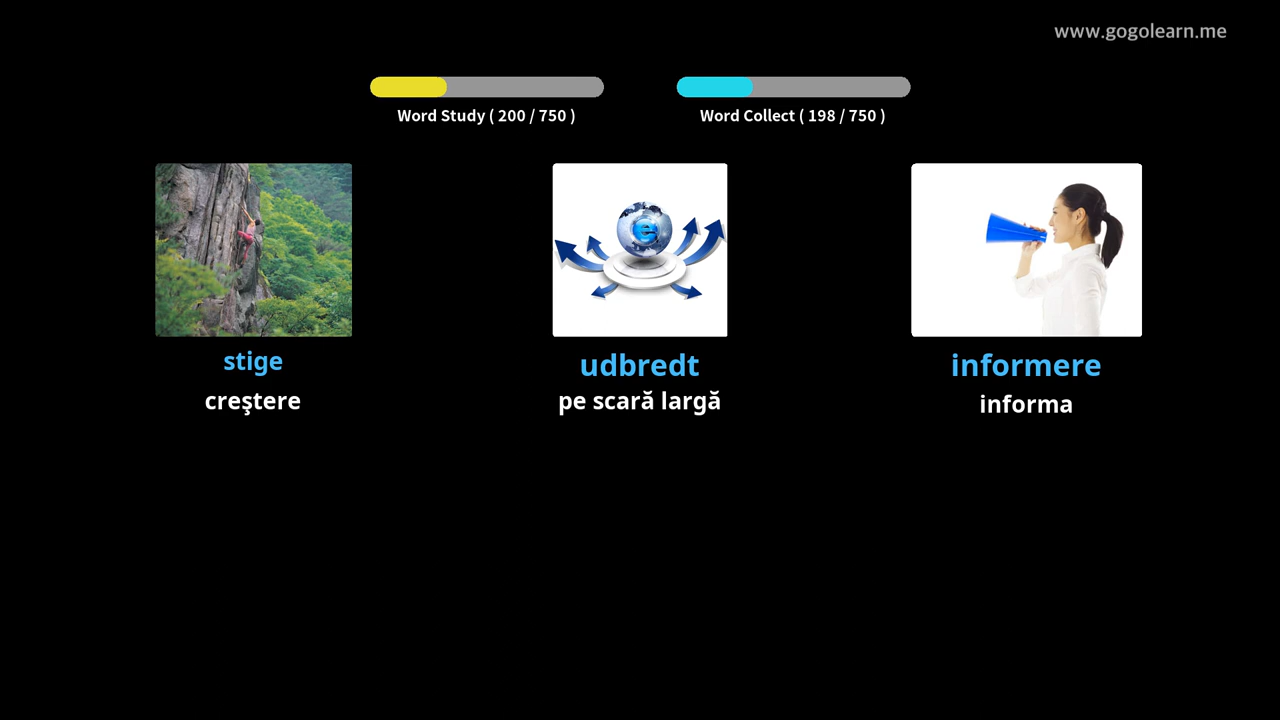 www.gogolearn.me
Word Study ( 200 / 750 )
Word Collect ( 198 / 750 )
stige
creştere
udbredt
pe scară largă
informere
informa
e